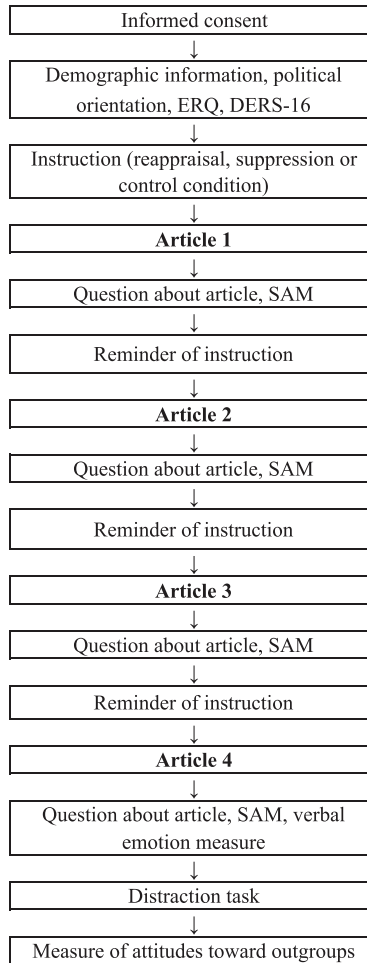 Informed consent
↓
Demographic information, political
orientation, ERQ, DERS-16
↓
Instruction (reappraisal, suppression or
control condition)
↓
Article 1
↓
Question about article, SAM
↓
Reminder of instruction
↓
Article 2
↓
Question about article, SAM
↓
Reminder of instruction
↓
Article 3
↓
Question about article, SAM
↓
Reminder of instruction
↓
Article 4
↓
Question about article, SAM, verbal
emotion measure
↓
Distraction task
↓
Measure of attitudes toward outgroups